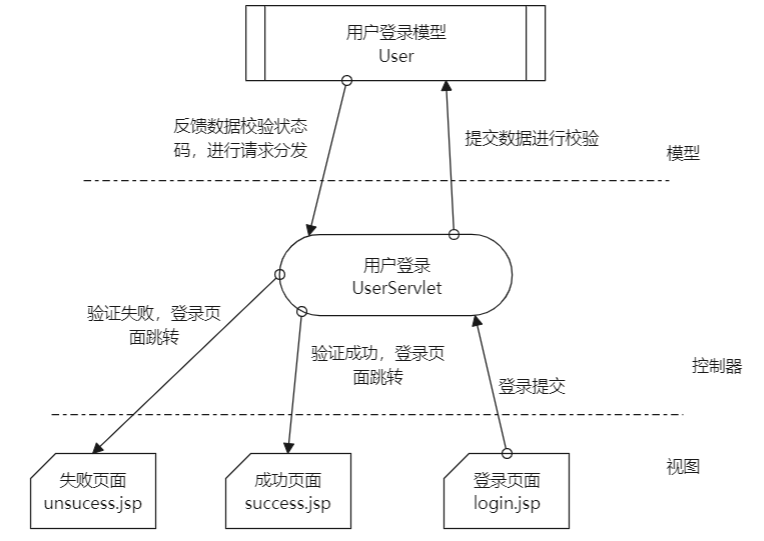 用户登录模型
User
反馈数据校验状态
码，进行请求分发
提交数据进行校验
模型
用户登录
UserServlet
验证失败，登录页
面跳转
验证成功，登录页
面跳转
登录提交
控制器
失败页面
unsucess.jsp
成功页面
success.jsp
登录页面
login.jsp
视图